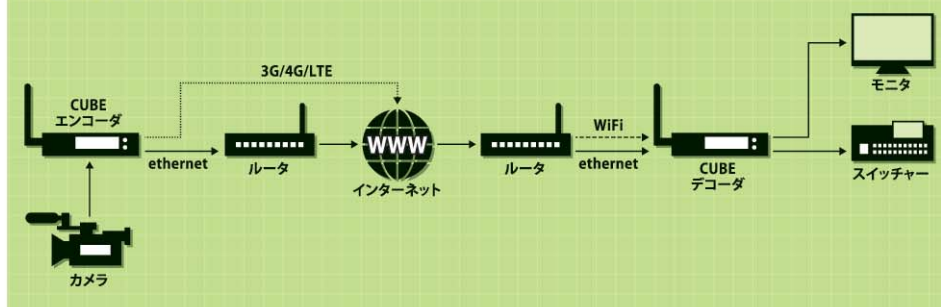 3G/4G/LTE
CUBE
エンコーダ
ethernet
ルータ
WWW
インターネット
ルータ
WiFi
ethernet
CUBE
デコーダ
モニタ
スイッチャー
カメラ